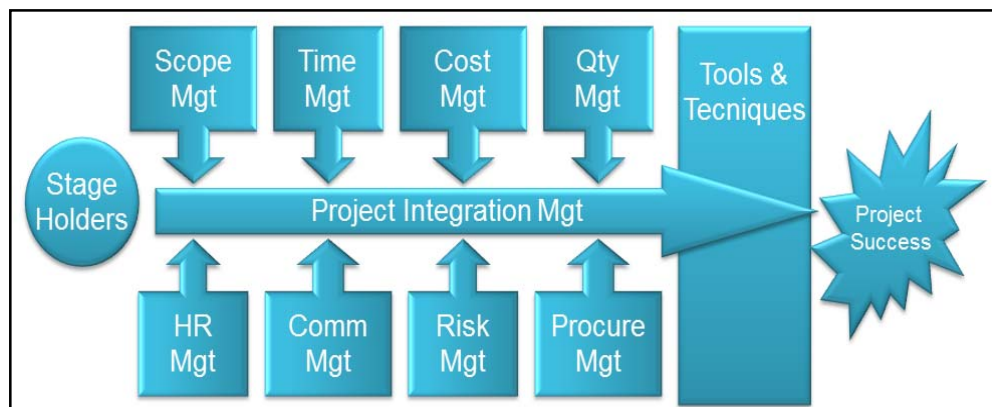 Scope
Mgt
Time
Mgt
Cost
Mgt
Qty
Mgt
Tools &
Tecniques
Stage
Holders
Project Integration Mgt
Project
Success
HR
Mgt
Comm
Mgt
Risk
Mgt
Procure
Mgt